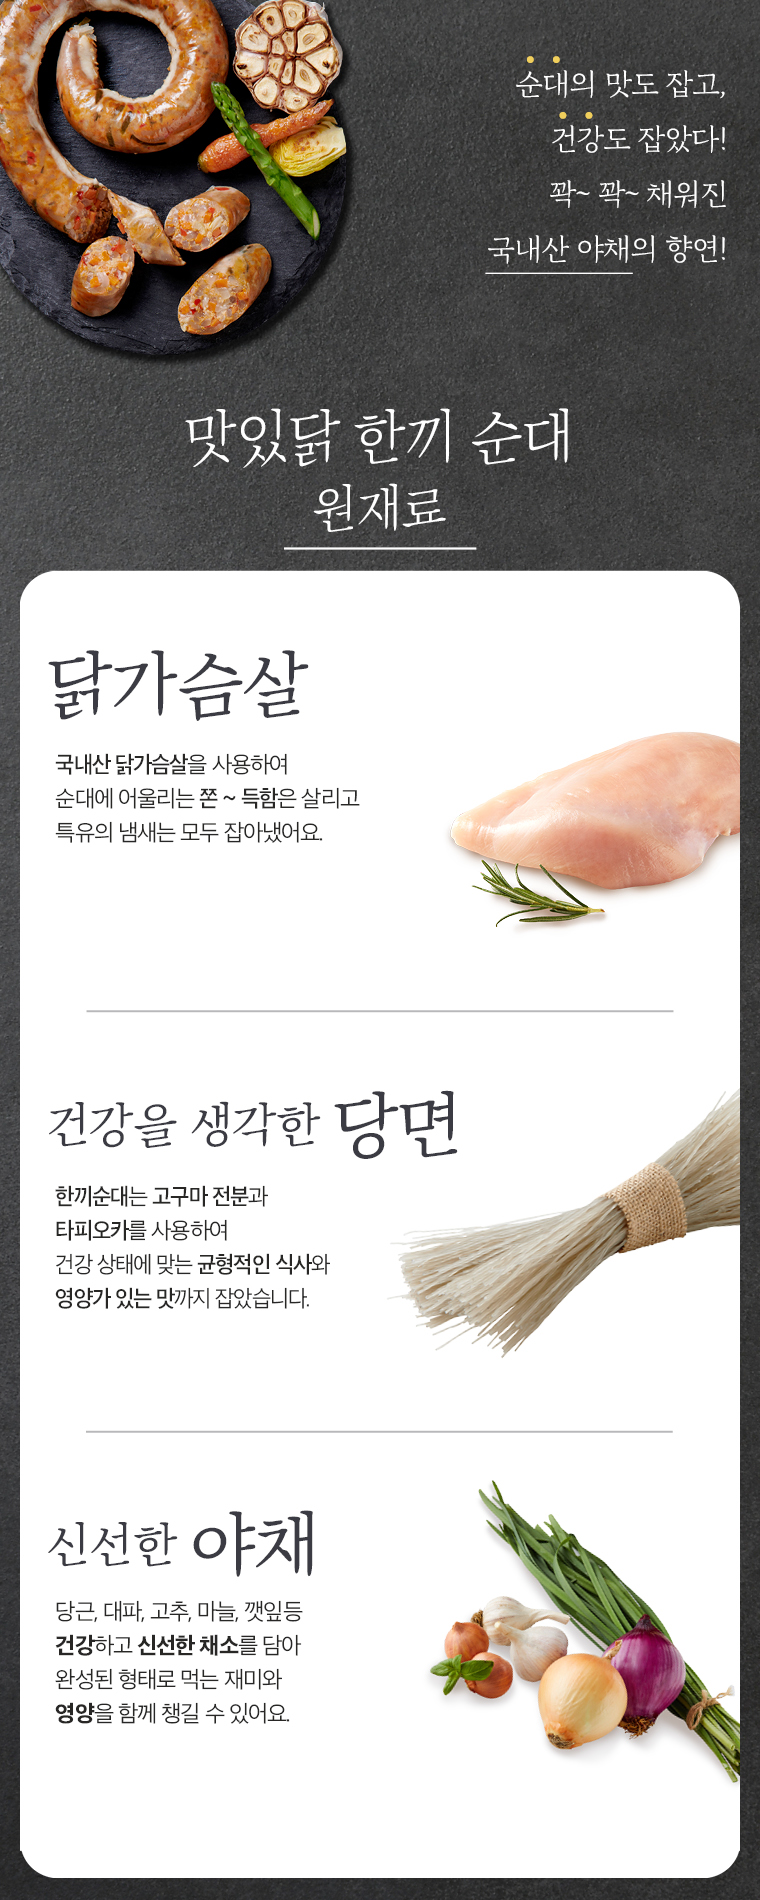 순대의 맛도 잡고,
건강도 잡았다!
꽉~ 꽉~ 채워진
국내산 야채의 향연!
맛있닭 한끼 순대
원재료
닭가슴살
국내산 닭가슴살을 사용하여
순대에 어울리는 쫀 ~ 득함은 살리고
특유의 냄새는 모두 잡아냈어요.
건강을 생각한 당면
한끼순대는 고구마 전분과
타피오카를 사용하여
건강 상태에 맞는 균형적인 식사와
영양가 있는 맛까지 잡았습니다.
신선한 야채
당근, 대파, 고추, 마늘, 깻잎등
건강하고 신선한 채소를 담아
완성된 형태로 먹는 재미와
영양을 함께 챙길 수 있어요.